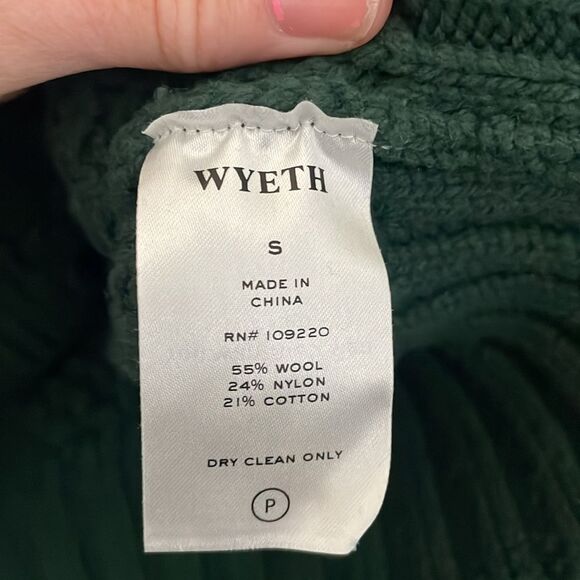 WYETH
S
MADE IN
CHINA
RN# 109220
55% WOOL
24% NYLON
21% COTTON
DRY CLEAN ONLY
P